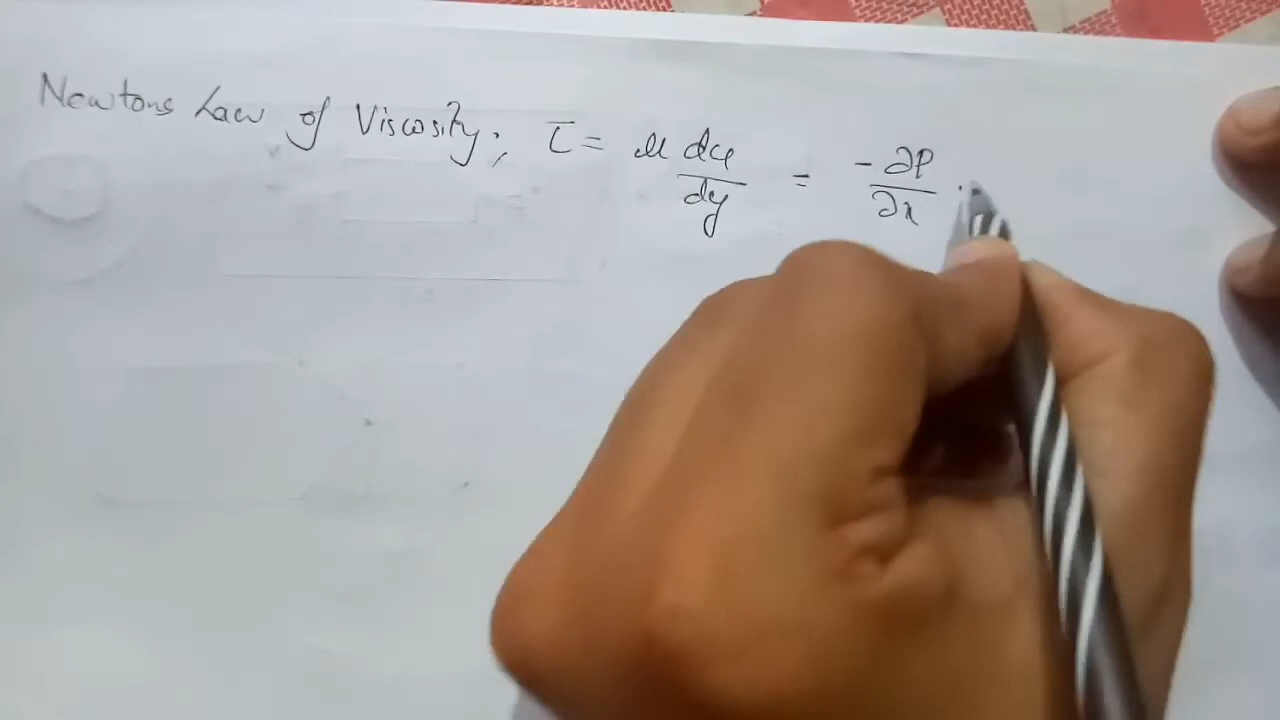 Newtons Law of Viscosity; τ = μ du/dy = - ∂P/∂x .